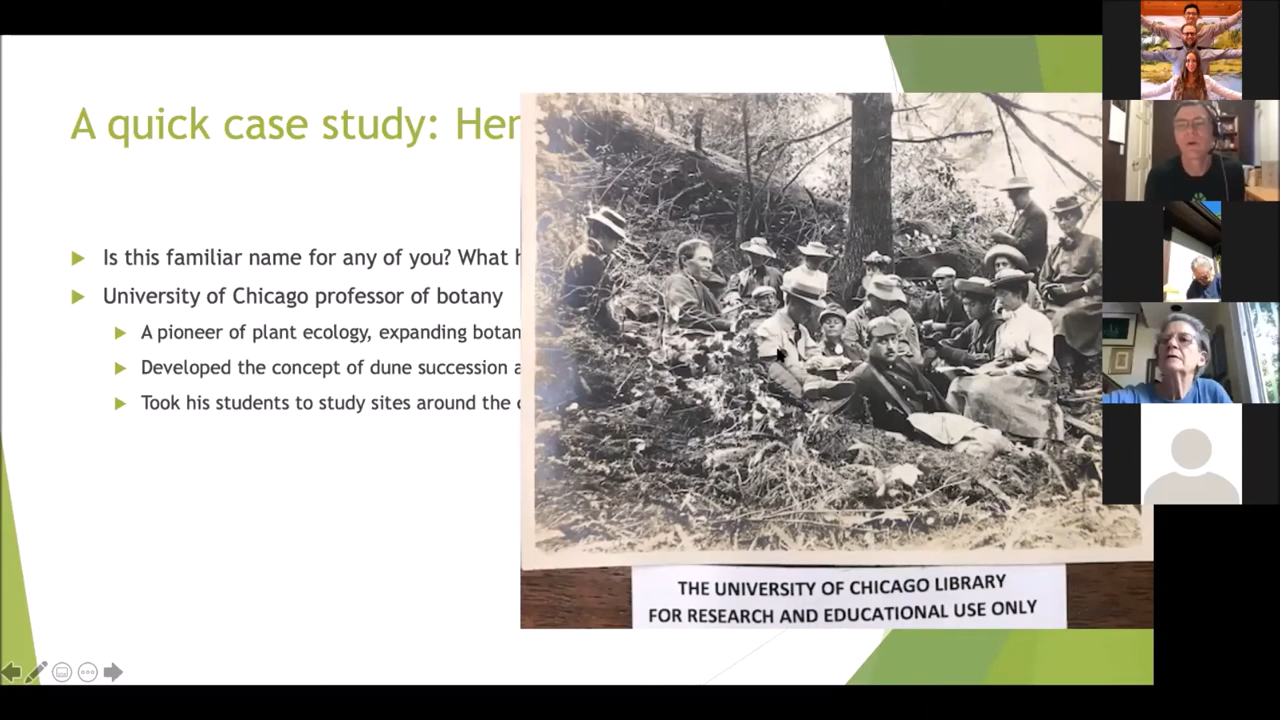 A quick case study: Hen
Is this familiar name for any of you? What h
University of Chicago professor of botany
A pioneer of plant ecology, expanding botan
Developed the concept of dune succession a
Took his students to study sites around the c
THE UNIVERSITY OF CHICAGO LIBRARY
FOR RESEARCH AND EDUCATIONAL USE ONLY